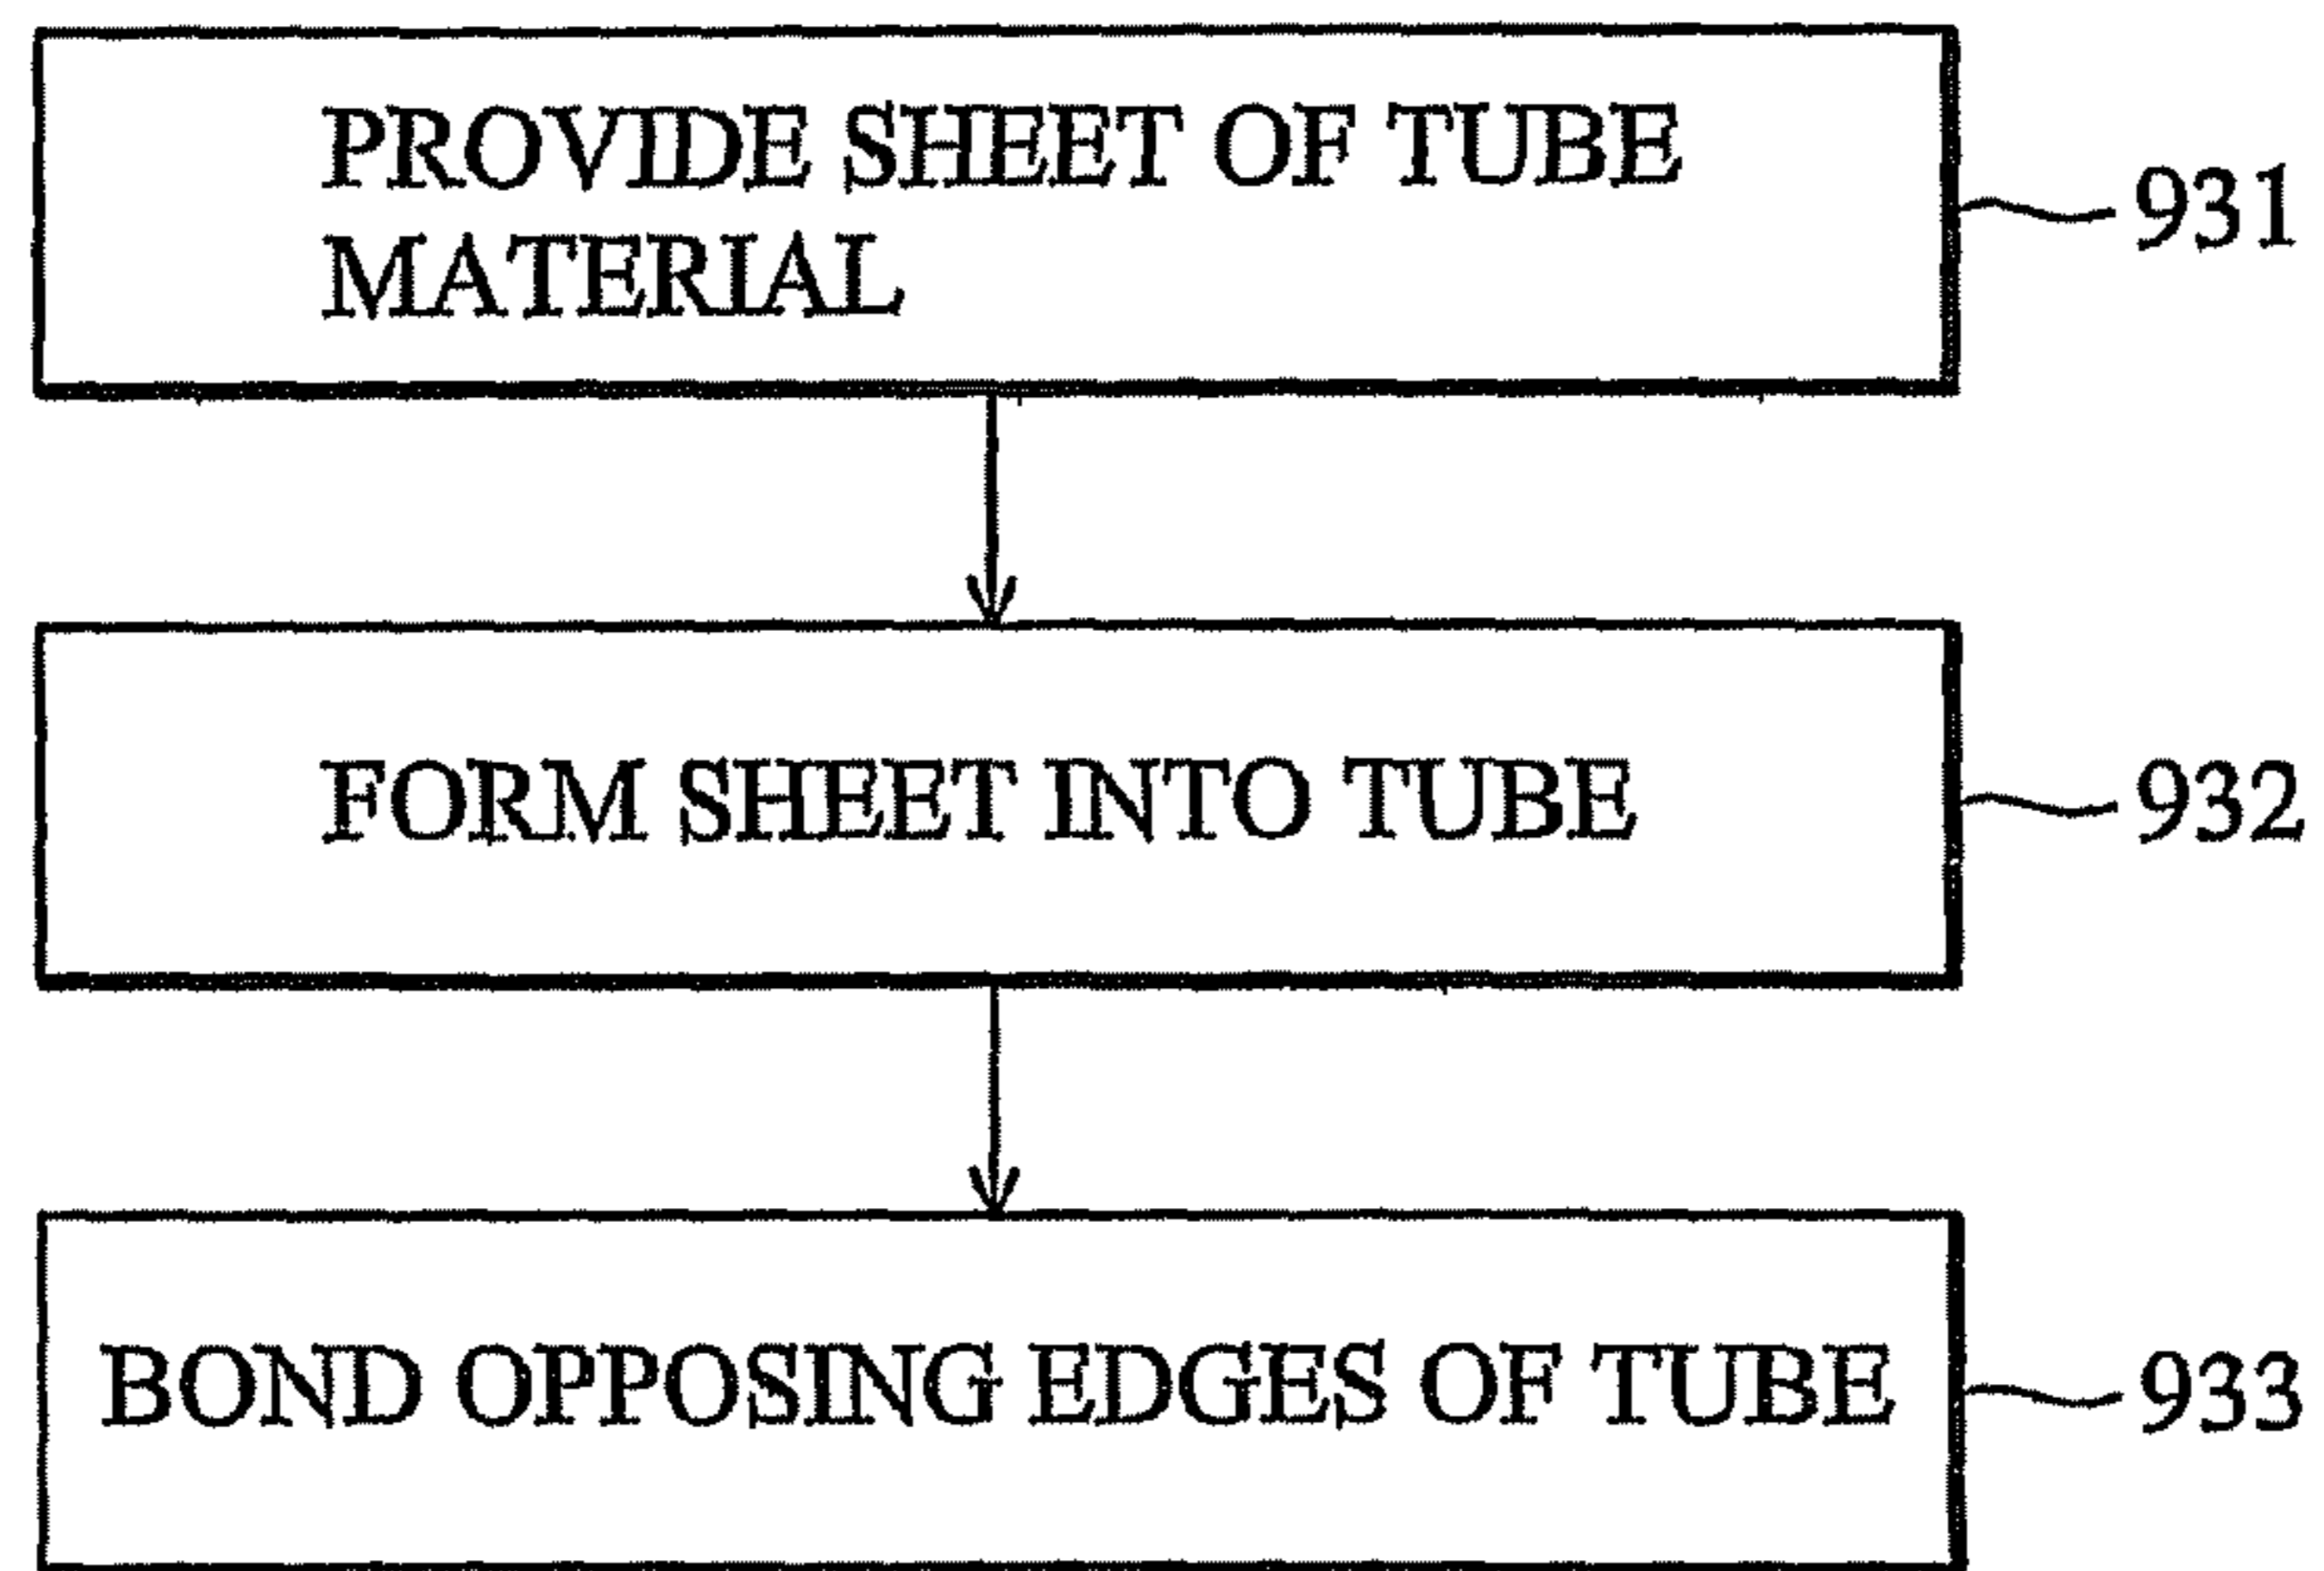 PROVIDE SHEET OF TUBE
MATERIAL
931
FORM SHEET INTO TUBE
932
BOND OPPOSING EDGES OF TUBE
933